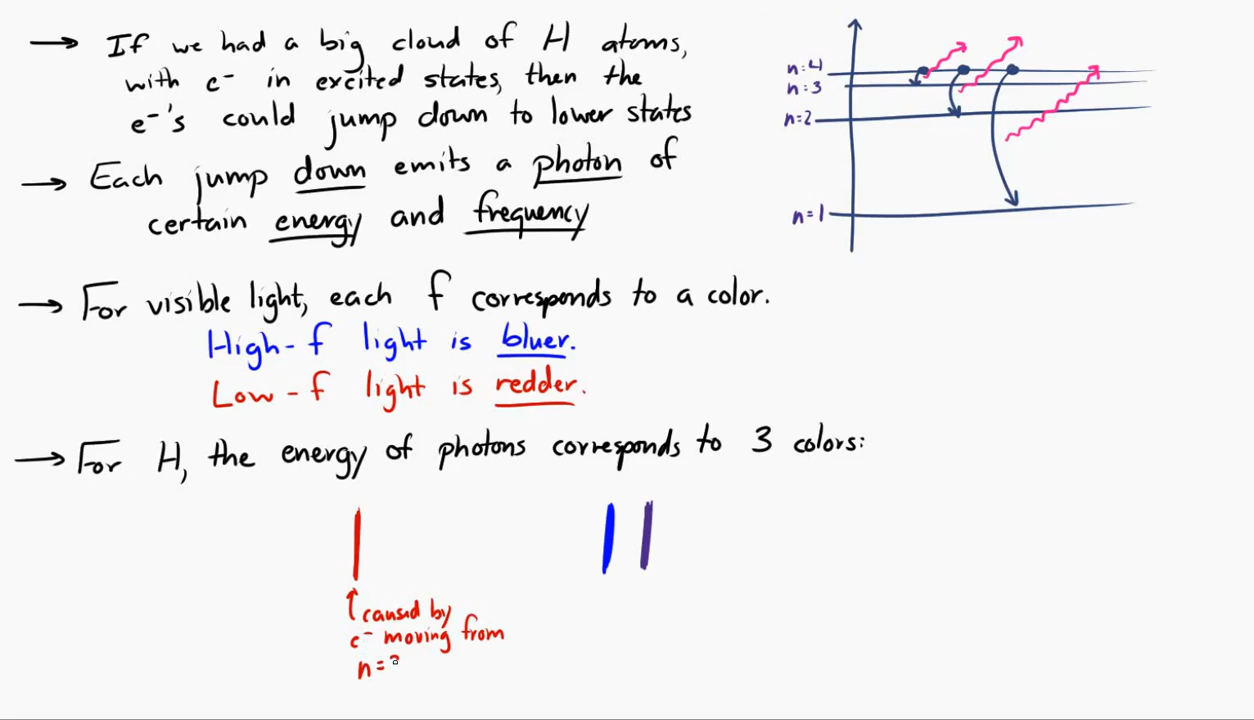 → If we had a big cloud of H atoms,
with e⁻ in excited states, then the
e⁻'s could jump down to lower states
→ Each jump down emits a photon of
certain energy and frequency
→ For visible light, each f corresponds to a color.
High-f light is bluer.
Low-f light is redder.
→ For H, the energy of photons corresponds to 3 colors:
caused by
e⁻ moving from
n=
n=4
n=3
n=2
n=1